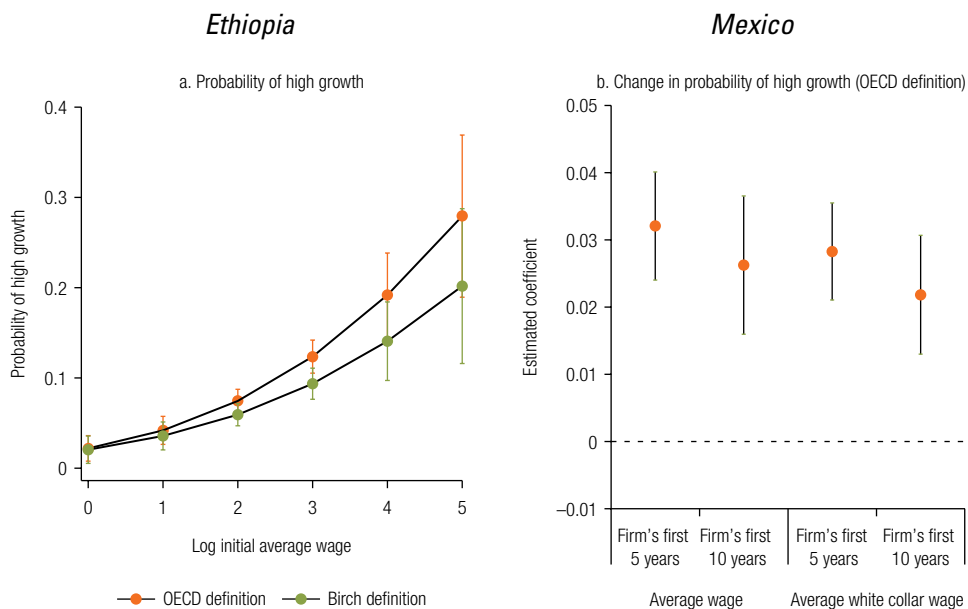 Ethiopia
a. Probability of high growth
0.4
0.3
0.2
0.1
0
Probability of high growth
0 1 2 3 4 5
Log initial average wage
OECD definition Birch definition
Mexico
b. Change in probability of high growth (OECD definition)
0.05
0.04
0.03
0.02
0.01
0
–0.01
Estimated coefficient
Firm's first Firm's first Firm's first Firm's first
5 years 10 years 5 years 10 years
Average wage Average white collar wage